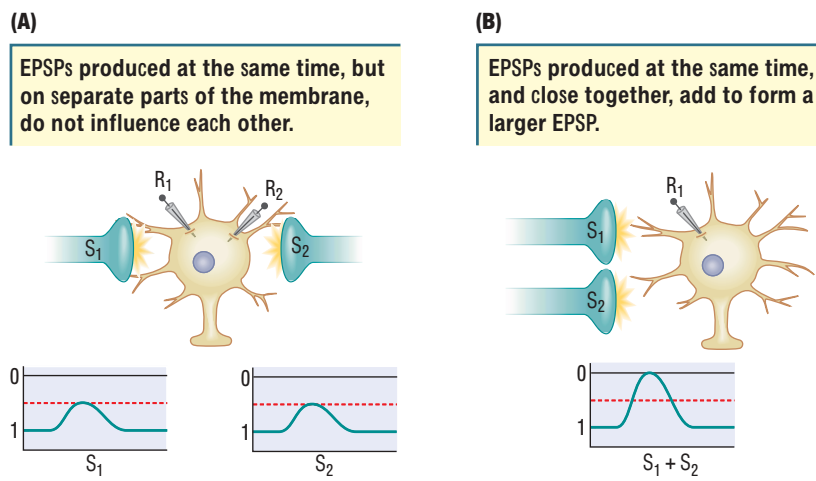 (A)
EPSPs produced at the same time, but
on separate parts of the membrane,
do not influence each other.
R1
R2
S1
S2
0
1
S1
0
1
S2
(B)
EPSPs produced at the same time,
and close together, add to form a
larger EPSP.
R1
S1
S2
0
1
S1 + S2